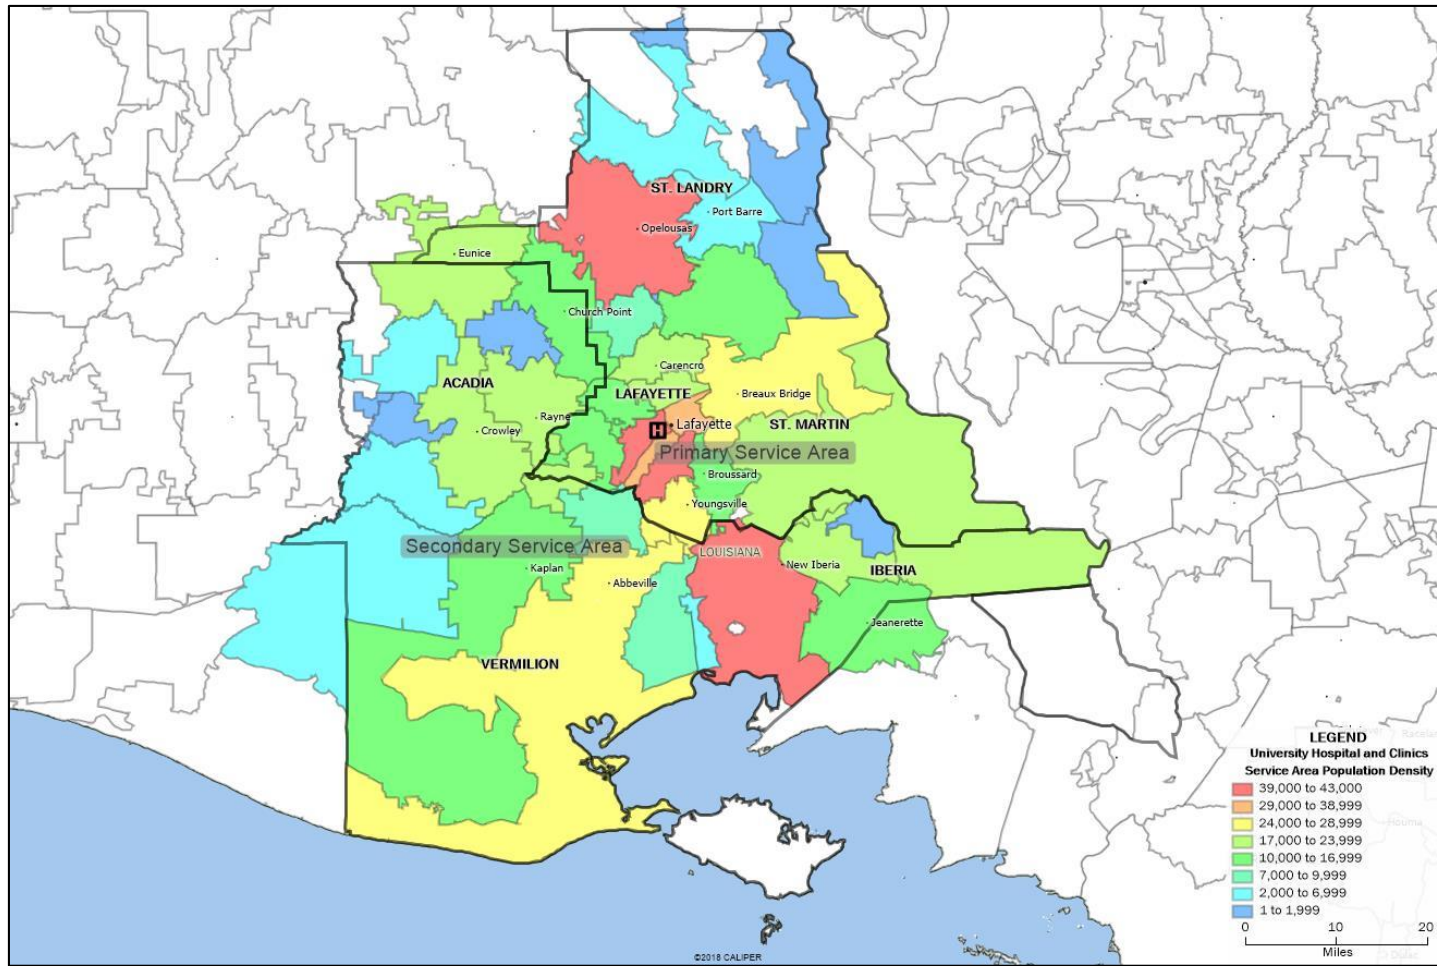 ST. LANDRY
Port Barre
Opelousas
Eunice
Church Point
Carencro
ACADIA
LAFAYETTE
Breaux Bridge
Rayne
Crowley
H
Lafayette
ST. MARTIN
Primary Service Area
Broussard
Youngsville
Secondary Service Area
LOUISIANA
Kaplan
New Iberia
IBERIA
Abbeville
Jeanerette
VERMILION
LEGEND
University Hospital and Clinics
Service Area Population Density
39,000 to 43,000
29,000 to 38,999
24,000 to 28,999
17,000 to 23,999
10,000 to 16,999
7,000 to 9,999
2,000 to 6,999
1 to 1,999
0 10 20
Miles
Houma
©2018 CALIPER